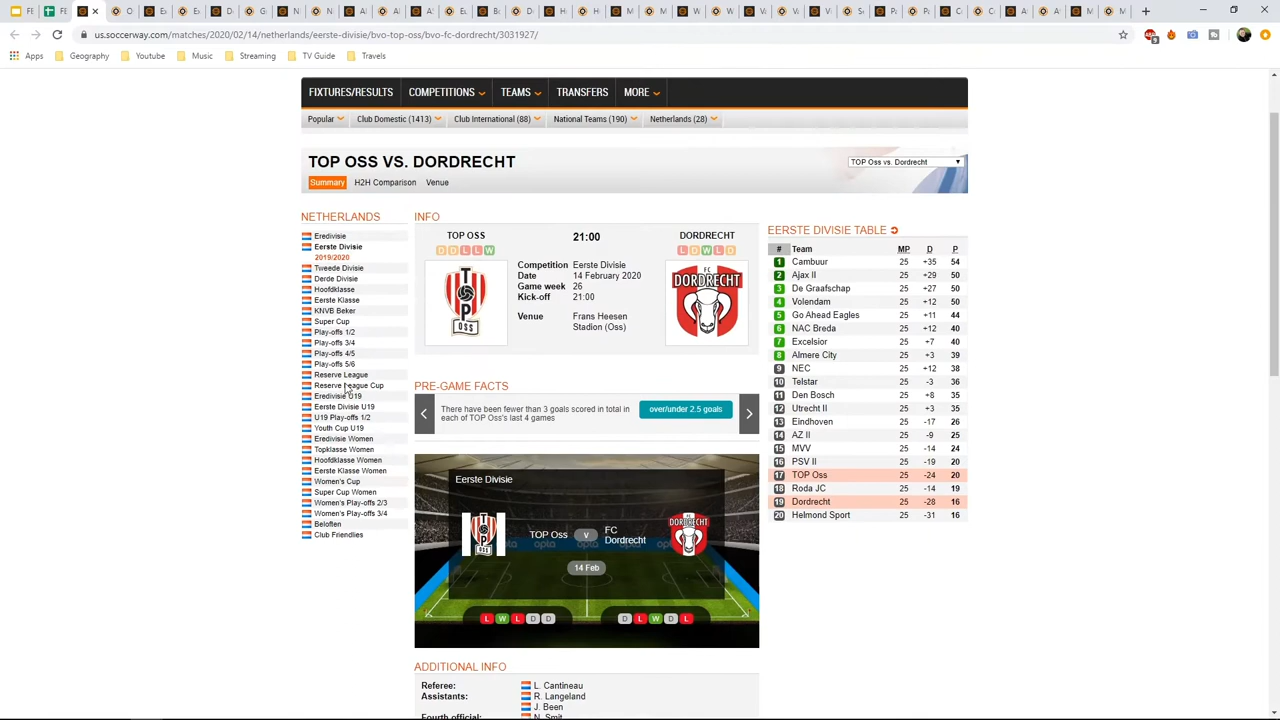 FE
FE
us.soccerway.com/matches/2020/02/14/netherlands/eerste-divisie/bvo-top-oss/bvo-fc-dordrecht/3031927/
Apps Geography Youtube Music Streaming TV Guide Travels
FIXTURES/RESULTS COMPETITIONS TEAMS TRANSFERS MORE
Popular Club Domestic (1413) Club International (88) National Teams (190) Netherlands (28)
TOP OSS VS. DORDRECHT
TOP Oss vs. Dordrecht
Summary H2H Comparison Venue
NETHERLANDS
Eredivisie
Eerste Divisie
2019/2020
Tweede Divisie
Derde Divisie
Hoofdklasse
Eerste Klasse
KNVB Beker
Super Cup
Play-offs 1/2
Play-offs 3/4
Play-offs 4/5
Play-offs 5/6
Reserve League
Reserve League Cup
Eredivisie U19
Eerste Divisie U19
U19 Play-offs 1/2
Youth Cup U19
Eredivisie Women
Topklasse Women
Hoofdklasse Women
Eerste Klasse Women
Women's Cup
Super Cup Women
Women's Play-offs 2/3
Women's Play-offs 3/4
Beloften
Club Friendlies
INFO
TOP OSS 21:00 DORDRECHT
D D L L W
L D W L D
Competition Eerste Divisie
Date 14 February 2020
Game week 26
Kick-off 21:00
Venue Frans Heesen
Stadion (Oss)
TOP OSS
FC DORDRECHT
PRE-GAME FACTS
There have been fewer than 3 goals scored in total in
each of TOP Oss's last 4 games
over/under 2.5 goals
Eerste Divisie
TOP Oss v FC
Dordrecht
14 Feb
L W L D D
D L W D L
ADDITIONAL INFO
Referee: L. Cantineau
Assistants: R. Langeland
J. Been
Fourth official: N. Smit
EERSTE DIVISIE TABLE
# Team MP D P
1 Cambuur 25 +35 54
2 Ajax II 25 +29 50
3 De Graafschap 25 +27 50
4 Volendam 25 +12 50
5 Go Ahead Eagles 25 +11 44
6 NAC Breda 25 +12 40
7 Excelsior 25 +7 40
8 Almere City 25 +3 39
9 NEC 25 +12 38
10 Telstar 25 -3 36
11 Den Bosch 25 +8 35
12 Utrecht II 25 +3 35
13 Eindhoven 25 -17 26
14 AZ II 25 -9 25
15 MVV 25 -14 24
16 PSV II 25 -19 20
17 TOP Oss 25 -24 20
18 Roda JC 25 -14 19
19 Dordrecht 25 -28 16
20 Helmond Sport 25 -31 16